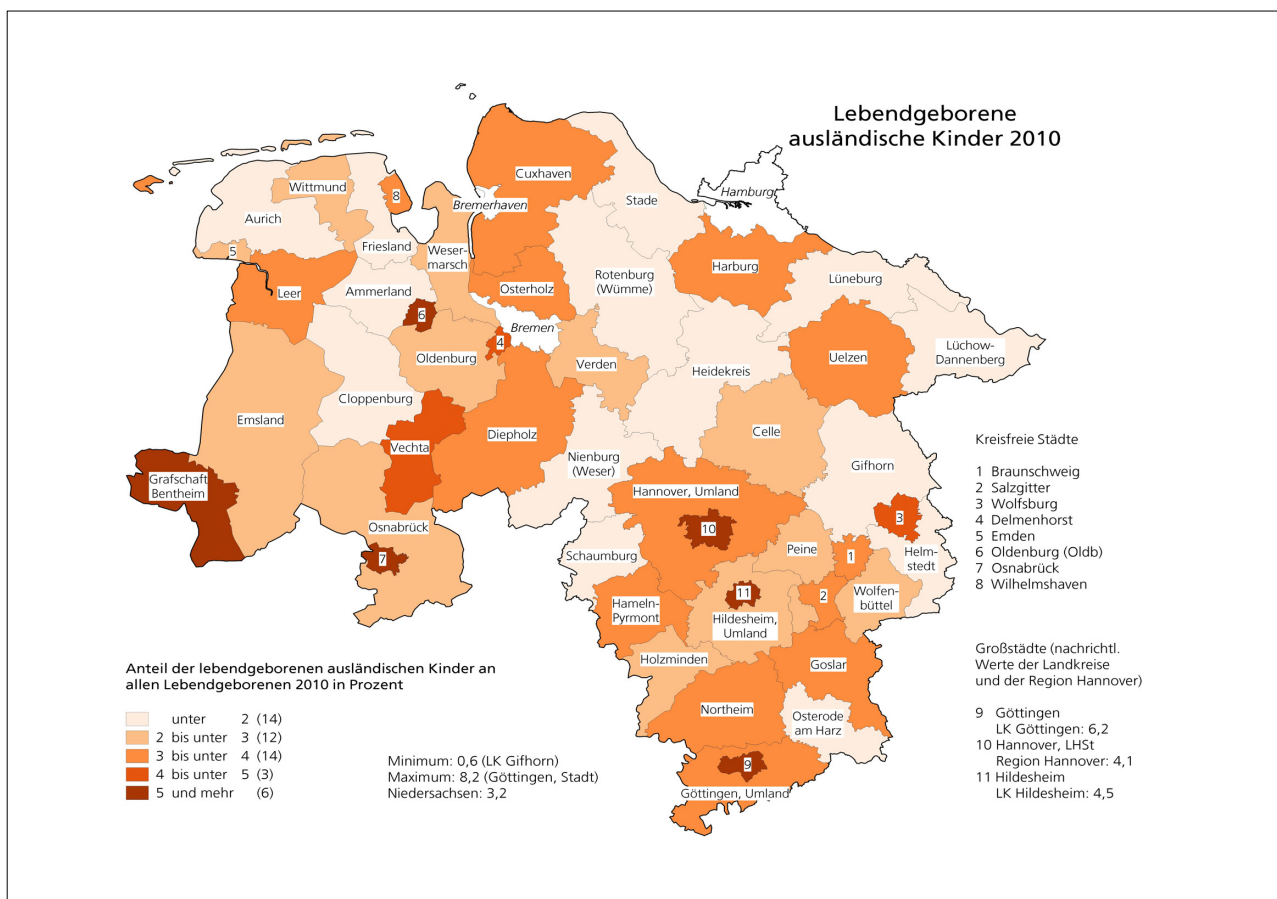 Lebendgeborene
ausländische Kinder 2010
Cuxhaven
Wittmund
8
Bremerhaven
Stade
Hamburg
Aurich
Friesland
Weser-
marsch
5
Harburg
Lüneburg
Leer
Ammerland
Osterholz
Rotenburg
(Wümme)
6
Bremen
4
Oldenburg
Verden
Heidekreis
Uelzen
Lüchow-
Dannenberg
Cloppenburg
Emsland
Vechta
Diepholz
Celle
Nienburg
(Weser)
Gifhorn
Grafschaft
Bentheim
Hannover, Umland
3
10
Osnabrück
7
Schaumburg
Peine
1
Helm-
stedt
11
2
Wolfen-
büttel
Hameln-
Pyrmont
Hildesheim,
Umland
Holzminden
Goslar
Northeim
Osterode
am Harz
9
Göttingen, Umland
Kreisfreie Städte
1 Braunschweig
2 Salzgitter
3 Wolfsburg
4 Delmenhorst
5 Emden
6 Oldenburg (Oldb)
7 Osnabrück
8 Wilhelmshaven
Großstädte (nachrichtl.
Werte der Landkreise
und der Region Hannover)
9 Göttingen
LK Göttingen: 6,2
10 Hannover, LHSt
Region Hannover: 4,1
11 Hildesheim
LK Hildesheim: 4,5
Anteil der lebendgeborenen ausländischen Kinder an
allen Lebendgeborenen 2010 in Prozent
unter 2 (14)
2 bis unter 3 (12)
3 bis unter 4 (14)
4 bis unter 5 (3)
5 und mehr (6)
Minimum: 0,6 (LK Gifhorn)
Maximum: 8,2 (Göttingen, Stadt)
Niedersachsen: 3,2